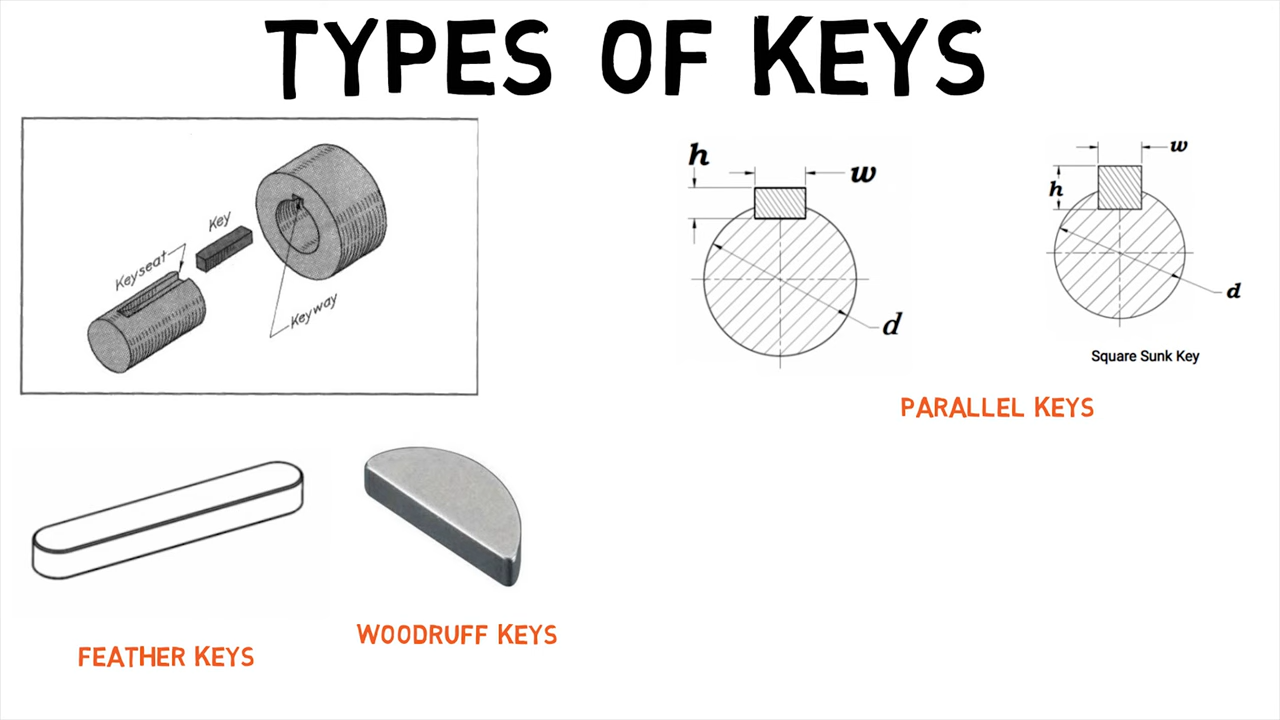 TYPES OF KEYS
Key
Keyseat
Keyway
h
w
d
w
h
d
Square Sunk Key
PARALLEL KEYS
FEATHER KEYS
WOODRUFF KEYS